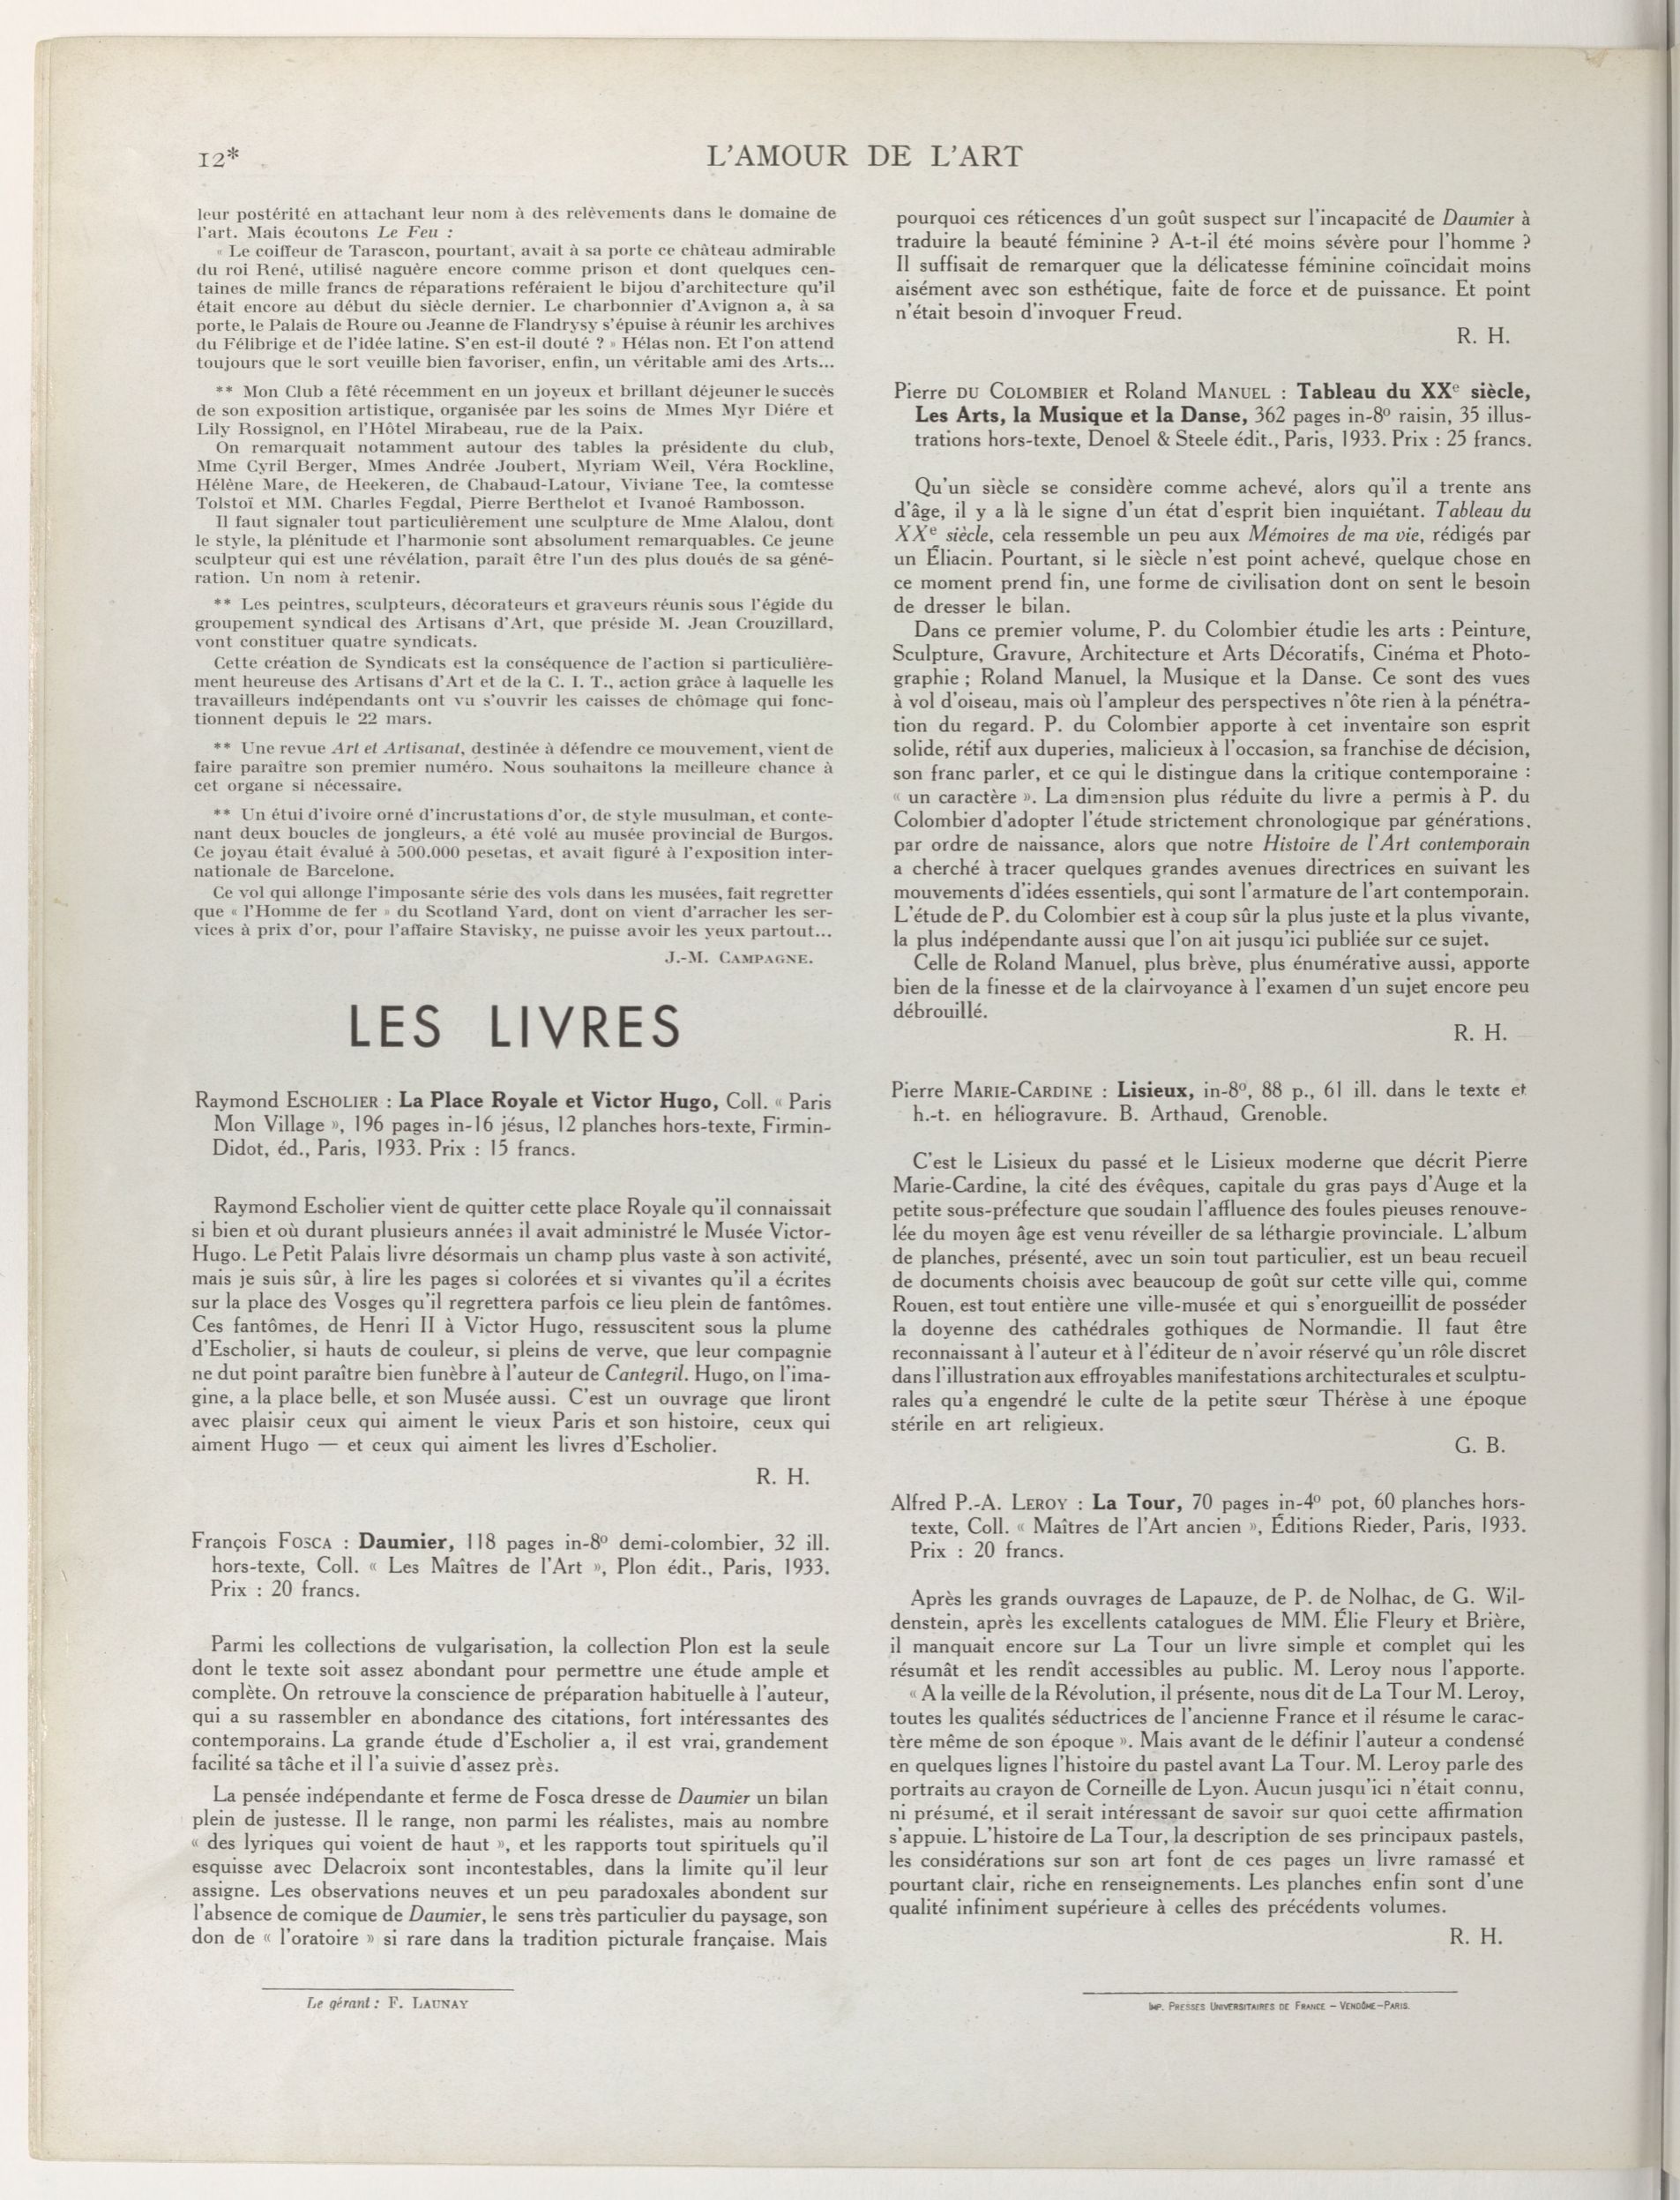 12*
L'AMOUR DE L'ART
leur postérité en attachant leur nom à des relèvements dans le domaine de
l'art. Mais écoutons Le Feu :
« Le coiffeur de Tarascon, pourtant, avait à sa porte ce château admirable
du roi René, utilisé naguère encore comme prison et dont quelques cen-
taines de mille francs de réparations referaient le bijou d'architecture qu'il
était encore au début du siècle dernier. Le charbonnier d'Avignon a, à sa
porte, le Palais de Roure ou Jeanne de Flandrysy s'épuise à réunir les archives
du Félibrige et de l'idée latine. S'en est-il douté ? » Hélas non. Et l'on attend
toujours que le sort veuille bien favoriser, enfin, un véritable ami des Arts...
** Mon Club a fêté récemment en un joyeux et brillant déjeuner le succès
de son exposition artistique, organisée par les soins de Mmes Myr Diére et
Lily Rossignol, en l'Hôtel Mirabeau, rue de la Paix.
On remarquait notamment autour des tables la présidente du club,
Mme Cyril Berger, Mmes Andrée Joubert, Myriam Weil, Véra Rockline,
Hélène Mare, de Heekeren, de Chabaud-Latour, Viviane Tee, la comtesse
Tolstoï et MM. Charles Fegdal, Pierre Berthelot et Ivanoé Rambosson.
Il faut signaler tout particulièrement une sculpture de Mme Alalou, dont
le style, la plénitude et l'harmonie sont absolument remarquables. Ce jeune
sculpteur qui est une révélation, paraît être l'un des plus doués de sa géné-
ration. Un nom à retenir.
** Les peintres, sculpteurs, décorateurs et graveurs réunis sous l'égide du
groupement syndical des Artisans d'Art, que préside M. Jean Crouzillard,
vont constituer quatre syndicats.
Cette création de Syndicats est la conséquence de l'action si particulière-
ment heureuse des Artisans d'Art et de la C. I. T., action grâce à laquelle les
travailleurs indépendants ont vu s'ouvrir les caisses de chômage qui fonc-
tionnent depuis le 22 mars.
** Une revue Art et Artisanat, destinée à défendre ce mouvement, vient de
faire paraître son premier numéro. Nous souhaitons la meilleure chance à
cet organe si nécessaire.
** Un étui d'ivoire orné d'incrustations d'or, de style musulman, et conte-
nant deux boucles de jongleurs, a été volé au musée provincial de Burgos.
Ce joyau était évalué à 500.000 pesetas, et avait figuré à l'exposition inter-
nationale de Barcelone.
Ce vol qui allonge l'imposante série des vols dans les musées, fait regretter
que « l'Homme de fer » du Scotland Yard, dont on vient d'arracher les ser-
vices à prix d'or, pour l'affaire Stavisky, ne puisse avoir les yeux partout...
J.-M. CAMPAGNE.
LES LIVRES
Raymond ESCHOLIER : La Place Royale et Victor Hugo, Coll. « Paris
Mon Village », 196 pages in-16 jésus, 12 planches hors-texte, Firmin-
Didot, éd., Paris, 1933. Prix : 15 francs.
Raymond Escholier vient de quitter cette place Royale qu'il connaissait
si bien et où durant plusieurs années il avait administré le Musée Victor-
Hugo. Le Petit Palais livre désormais un champ plus vaste à son activité,
mais je suis sûr, à lire les pages si colorées et si vivantes qu'il a écrites
sur la place des Vosges qu'il regrettera parfois ce lieu plein de fantômes.
Ces fantômes, de Henri II à Victor Hugo, ressuscitent sous la plume
d'Escholier, si hauts de couleur, si pleins de verve, que leur compagnie
ne dut point paraître bien funèbre à l'auteur de Cantegril. Hugo, on l'ima-
gine, a la place belle, et son Musée aussi. C'est un ouvrage que liront
avec plaisir ceux qui aiment le vieux Paris et son histoire, ceux qui
aiment Hugo — et ceux qui aiment les livres d'Escholier.
R. H.
François FOSCA : Daumier, 118 pages in-8º demi-colombier, 32 ill.
hors-texte, Coll. « Les Maîtres de l'Art », Plon édit., Paris, 1933.
Prix : 20 francs.
Parmi les collections de vulgarisation, la collection Plon est la seule
dont le texte soit assez abondant pour permettre une étude ample et
complète. On retrouve la conscience de préparation habituelle à l'auteur,
qui a su rassembler en abondance des citations, fort intéressantes des
contemporains. La grande étude d'Escholier a, il est vrai, grandement
facilité sa tâche et il l'a suivie d'assez près.
La pensée indépendante et ferme de Fosca dresse de Daumier un bilan
plein de justesse. Il le range, non parmi les réalistes, mais au nombre
« des lyriques qui voient de haut », et les rapports tout spirituels qu'il
esquisse avec Delacroix sont incontestables, dans la limite qu'il leur
assigne. Les observations neuves et un peu paradoxales abondent sur
l'absence de comique de Daumier, le sens très particulier du paysage, son
don de « l'oratoire » si rare dans la tradition picturale française. Mais
Le gérant : F. LAUNAY
pourquoi ces réticences d'un goût suspect sur l'incapacité de Daumier à
traduire la beauté féminine ? A-t-il été moins sévère pour l'homme ?
Il suffisait de remarquer que la délicatesse féminine coïncidait moins
aisément avec son esthétique, faite de force et de puissance. Et point
n'était besoin d'invoquer Freud.
R. H.
Pierre DU COLOMBIER et Roland MANUEL : Tableau du XXe siècle,
Les Arts, la Musique et la Danse, 362 pages in-8º raisin, 35 illus-
trations hors-texte, Denoel & Steele édit., Paris, 1933. Prix : 25 francs.
Qu'un siècle se considère comme achevé, alors qu'il a trente ans
d'âge, il y a là le signe d'un état d'esprit bien inquiétant. Tableau du
XXe siècle, cela ressemble un peu aux Mémoires de ma vie, rédigés par
un Éliacin. Pourtant, si le siècle n'est point achevé, quelque chose en
ce moment prend fin, une forme de civilisation dont on sent le besoin
de dresser le bilan.
Dans ce premier volume, P. du Colombier étudie les arts : Peinture,
Sculpture, Gravure, Architecture et Arts Décoratifs, Cinéma et Photo-
graphie ; Roland Manuel, la Musique et la Danse. Ce sont des vues
à vol d'oiseau, mais où l'ampleur des perspectives n'ôte rien à la pénétra-
tion du regard. P. du Colombier apporte à cet inventaire son esprit
solide, rétif aux duperies, malicieux à l'occasion, sa franchise de décision,
son franc parler, et ce qui le distingue dans la critique contemporaine :
« un caractère ». La dimension plus réduite du livre a permis à P. du
Colombier d'adopter l'étude strictement chronologique par générations,
par ordre de naissance, alors que notre Histoire de l'Art contemporain
a cherché à tracer quelques grandes avenues directrices en suivant les
mouvements d'idées essentiels, qui sont l'armature de l'art contemporain.
L'étude de P. du Colombier est à coup sûr la plus juste et la plus vivante,
la plus indépendante aussi que l'on ait jusqu'ici publiée sur ce sujet.
Celle de Roland Manuel, plus brève, plus énumérative aussi, apporte
bien de la finesse et de la clairvoyance à l'examen d'un sujet encore peu
débrouillé.
R. H.
Pierre MARIE-CARDINE : Lisieux, in-8º, 88 p., 61 ill. dans le texte et
h.-t. en héliogravure. B. Arthaud, Grenoble.
C'est le Lisieux du passé et le Lisieux moderne que décrit Pierre
Marie-Cardine, la cité des évêques, capitale du gras pays d'Auge et la
petite sous-préfecture que soudain l'affluence des foules pieuses renouve-
lée du moyen âge est venu réveiller de sa léthargie provinciale. L'album
de planches, présenté, avec un soin tout particulier, est un beau recueil
de documents choisis avec beaucoup de goût sur cette ville qui, comme
Rouen, est tout entière une ville-musée et qui s'enorgueillit de posséder
la doyenne des cathédrales gothiques de Normandie. Il faut être
reconnaissant à l'auteur et à l'éditeur de n'avoir réservé qu'un rôle discret
dans l'illustration aux effroyables manifestations architecturales et sculptu-
rales qu'a engendré le culte de la petite sœur Thérèse à une époque
stérile en art religieux.
G. B.
Alfred P.-A. LEROY : La Tour, 70 pages in-4º pot, 60 planches hors-
texte, Coll. « Maîtres de l'Art ancien », Éditions Rieder, Paris, 1933.
Prix : 20 francs.
Après les grands ouvrages de Lapauze, de P. de Nolhac, de G. Wil-
denstein, après les excellents catalogues de MM. Élie Fleury et Brière,
il manquait encore sur La Tour un livre simple et complet qui les
résumât et les rendît accessibles au public. M. Leroy nous l'apporte.
« A la veille de la Révolution, il présente, nous dit de La Tour M. Leroy,
toutes les qualités séductrices de l'ancienne France et il résume le carac-
tère même de son époque ». Mais avant de le définir l'auteur a condensé
en quelques lignes l'histoire du pastel avant La Tour. M. Leroy parle des
portraits au crayon de Corneille de Lyon. Aucun jusqu'ici n'était connu,
ni présumé, et il serait intéressant de savoir sur quoi cette affirmation
s'appuie. L'histoire de La Tour, la description de ses principaux pastels,
les considérations sur son art font de ces pages un livre ramassé et
pourtant clair, riche en renseignements. Les planches enfin sont d'une
qualité infiniment supérieure à celles des précédents volumes.
R. H.
IMP. PRESSES UNIVERSITAIRES DE FRANCE – VENDÔME–PARIS.